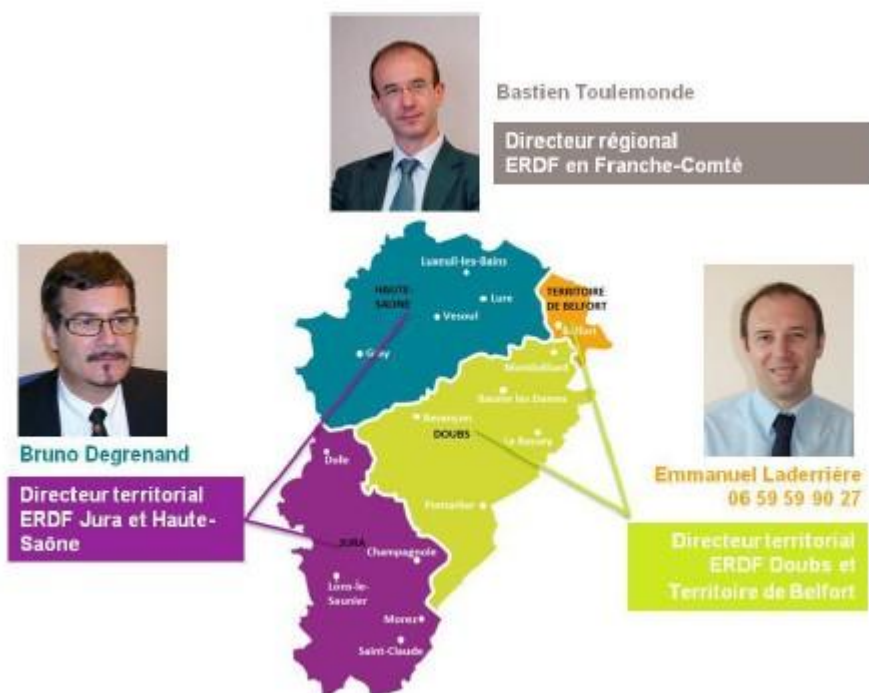 Bastien Toulemonde
Directeur régional
ERDF en Franche-Comté
Luxeuil-les-Bains
HAUTE-
SAÔNE
Lure
Vesoul
Gray
TERRITOIRE
DE BELFORT
Belfort
Montbéliard
Baume les Dames
Besançon
DOUBS
Le Russey
Pontarlier
Bruno Degrenand
Directeur territorial
ERDF Jura et Haute-
Saône
Dole
JURA
Champagnole
Lons-le-
Saunier
Morez
Saint-Claude
Emmanuel Laderrière
06 59 59 90 27
Directeur territorial
ERDF Doubs et
Territoire de Belfort